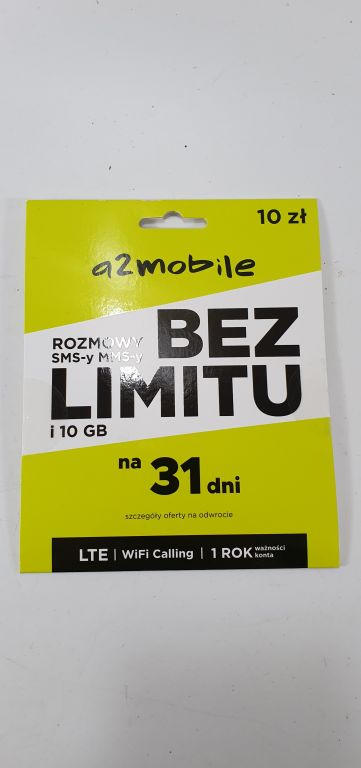 10 zł
a2mobile
ROZMOWY
SMS-y MMS-y
BEZ
LIMITU
i 10 GB
na 31 dni
szczegóły oferty na odwrocie
LTE | WiFi Calling | 1 ROK ważności konta